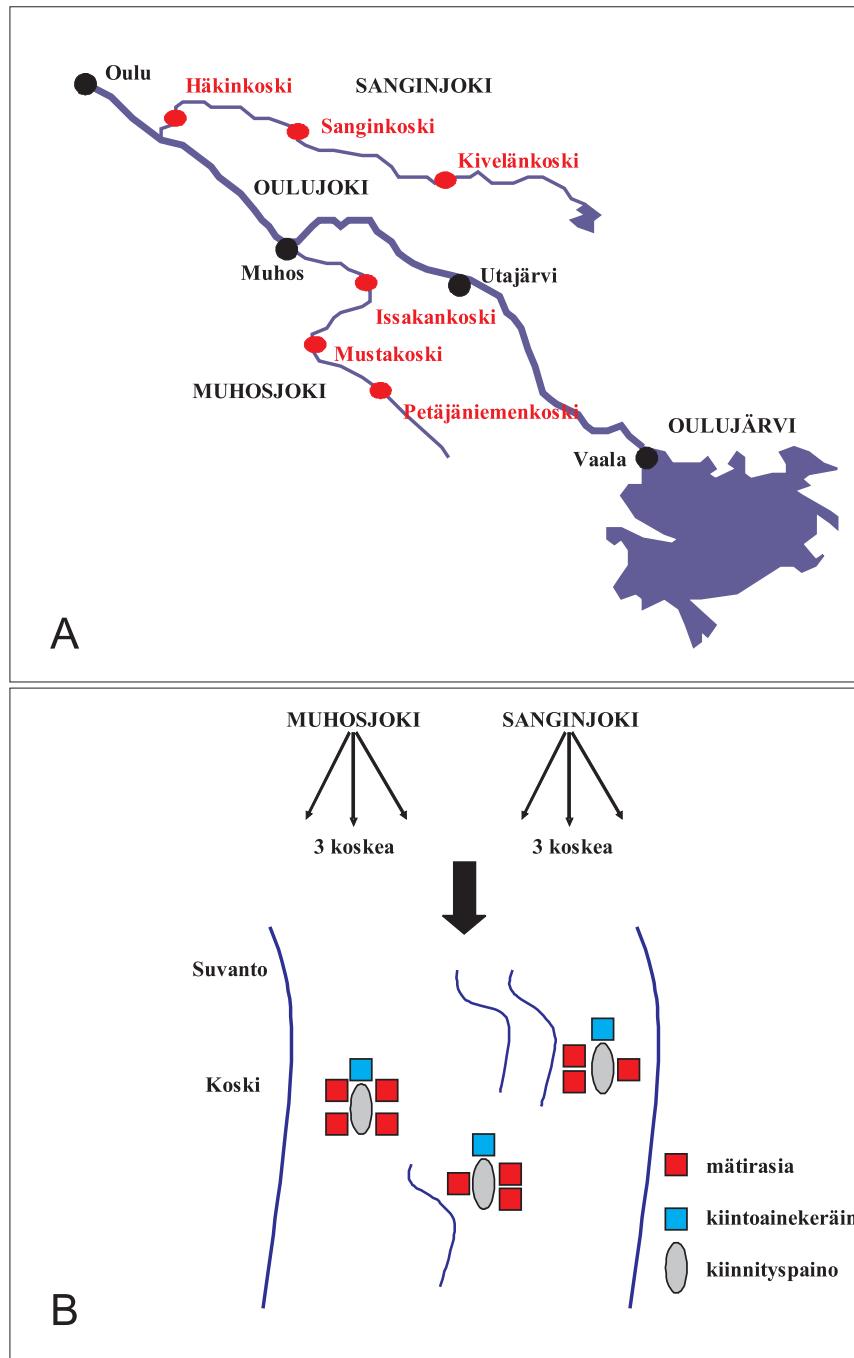 Oulu
Häkinkoski
SANGINJOKI
Sanginkoski
Kivelänkoski
OULUJOKI
Muhos
Utajärvi
Issakankoski
Mustakoski
MUHOSJOKI
Petäjäniemenkoski
OULUJÄRVI
Vaala
A
MUHOSJOKI
SANGINJOKI
3 koskea
3 koskea
Suvanto
Koski
mätirasia
kiintoainekeräin
kiinnityspaino
B